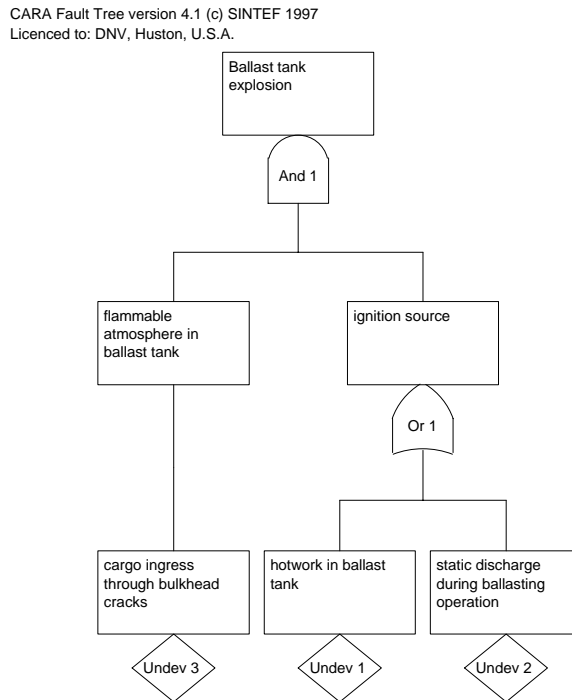 CARA Fault Tree version 4.1 (c) SINTEF 1997
Licenced to: DNV, Huston, U.S.A.
Ballast tank
explosion
And 1
flammable
atmosphere in
ballast tank
ignition source
Or 1
cargo ingress
through bulkhead
cracks
hotwork in ballast
tank
static discharge
during ballasting
operation
Undev 3
Undev 1
Undev 2